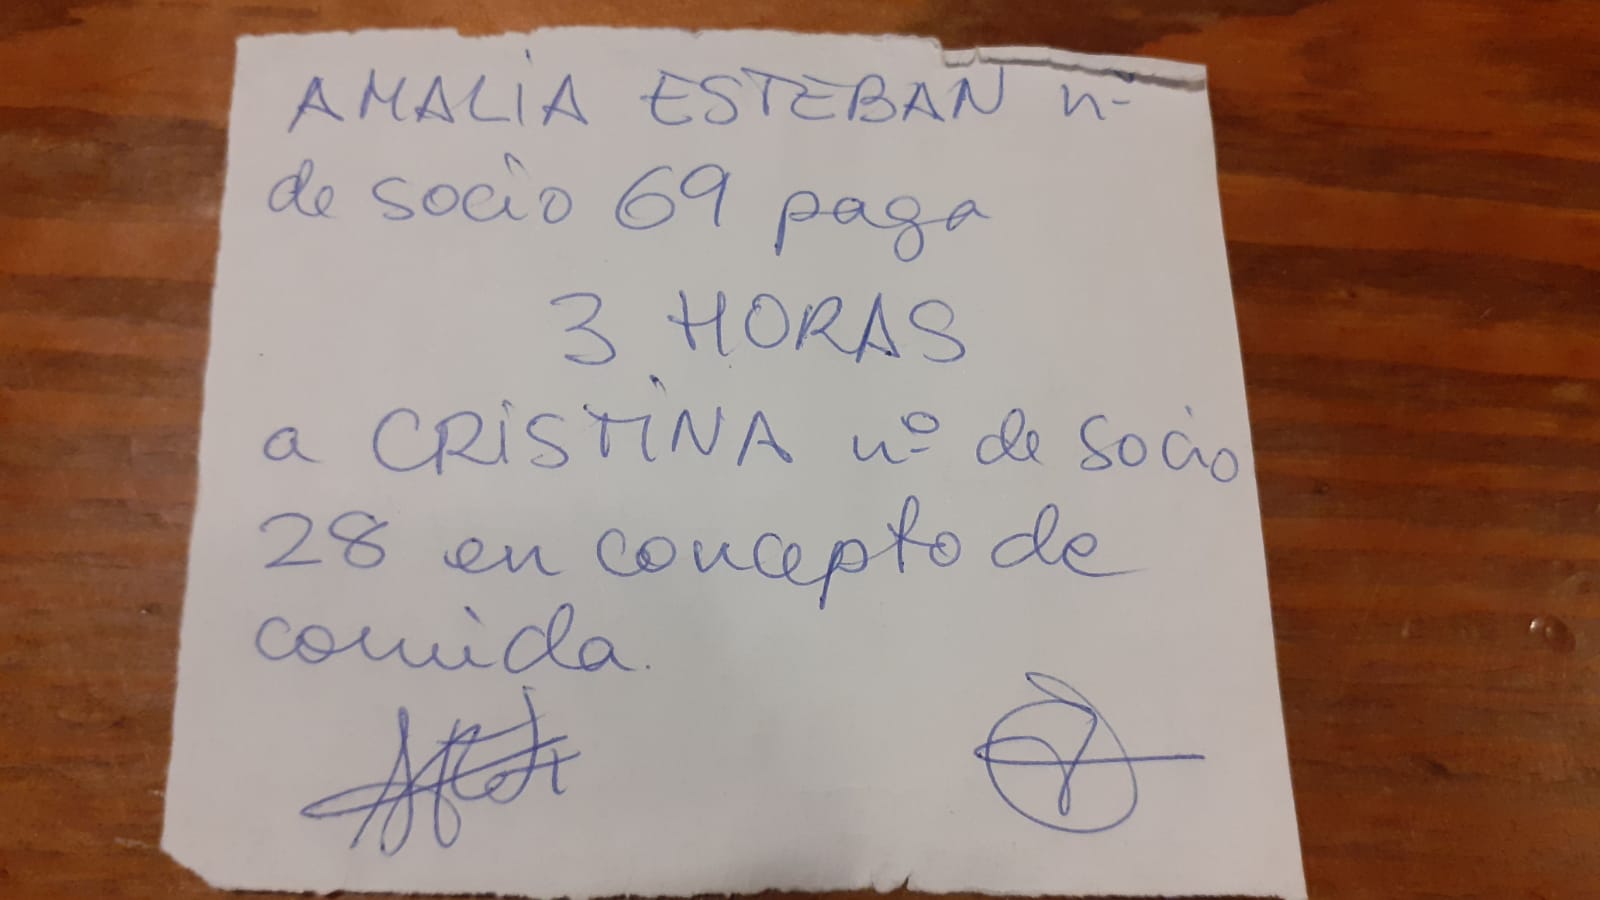 AMALIA ESTEBAN nº
de socio 69 paga
3 HORAS
a CRISTINA nº de socio
28 en concepto de
comida.